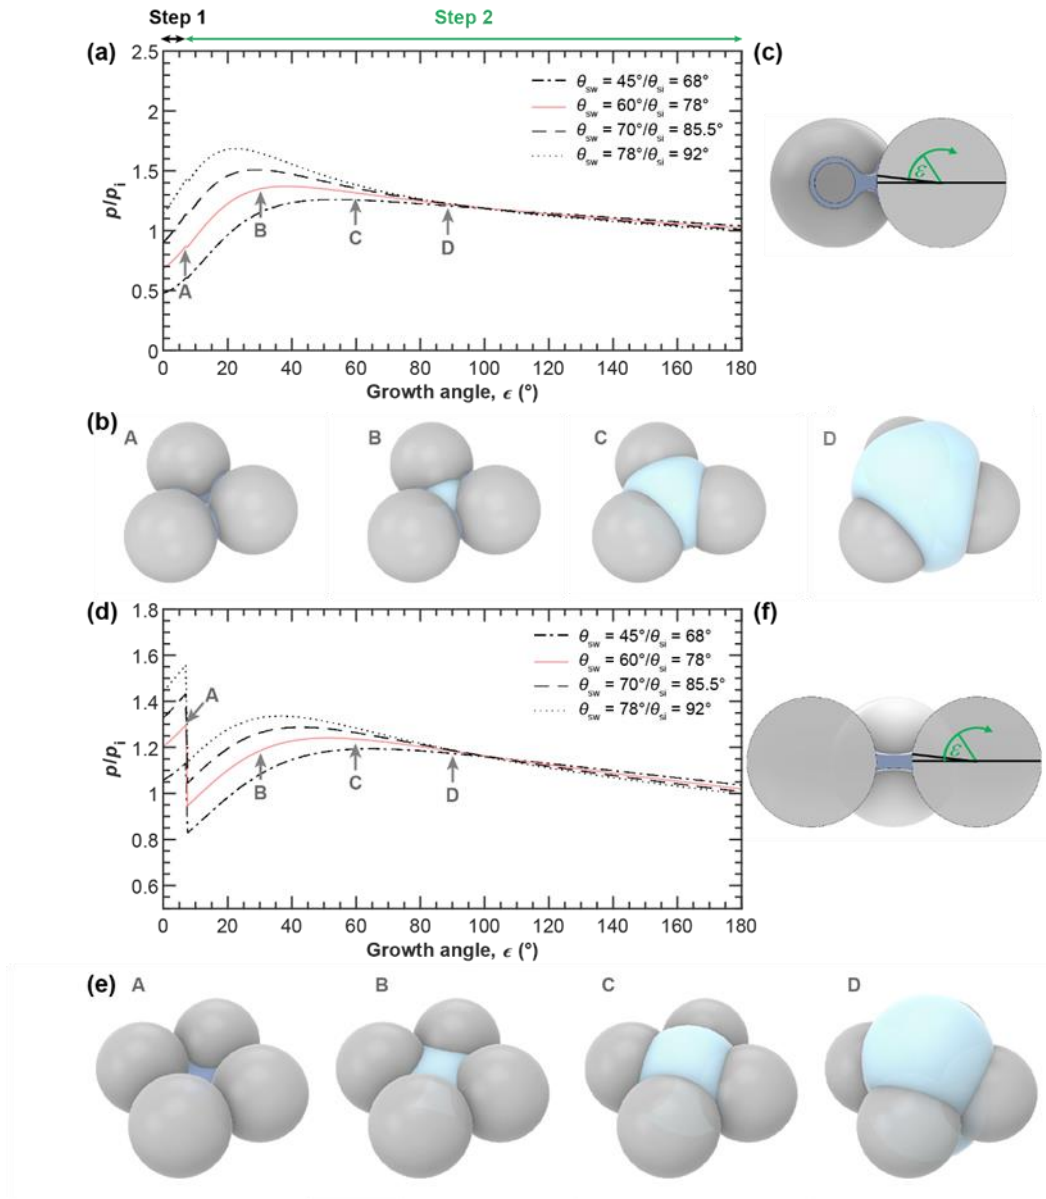 Step 1
Step 2
(a)
2.5
2
1.5
1
0.5
0
p/pᵢ
θsw = 45°/θsi = 68°
θsw = 60°/θsi = 78°
θsw = 70°/θsi = 85.5°
θsw = 78°/θsi = 92°
A
B
C
D
0 20 40 60 80 100 120 140 160 180
Growth angle, ϵ (°)
(c)
ε
(b)
A
B
C
D
(d)
1.8
1.6
1.4
1.2
1
0.8
0.6
p/pᵢ
θsw = 45°/θsi = 68°
θsw = 60°/θsi = 78°
θsw = 70°/θsi = 85.5°
θsw = 78°/θsi = 92°
A
B
C
D
0 20 40 60 80 100 120 140 160 180
Growth angle, ϵ (°)
(f)
ε
(e)
A
B
C
D